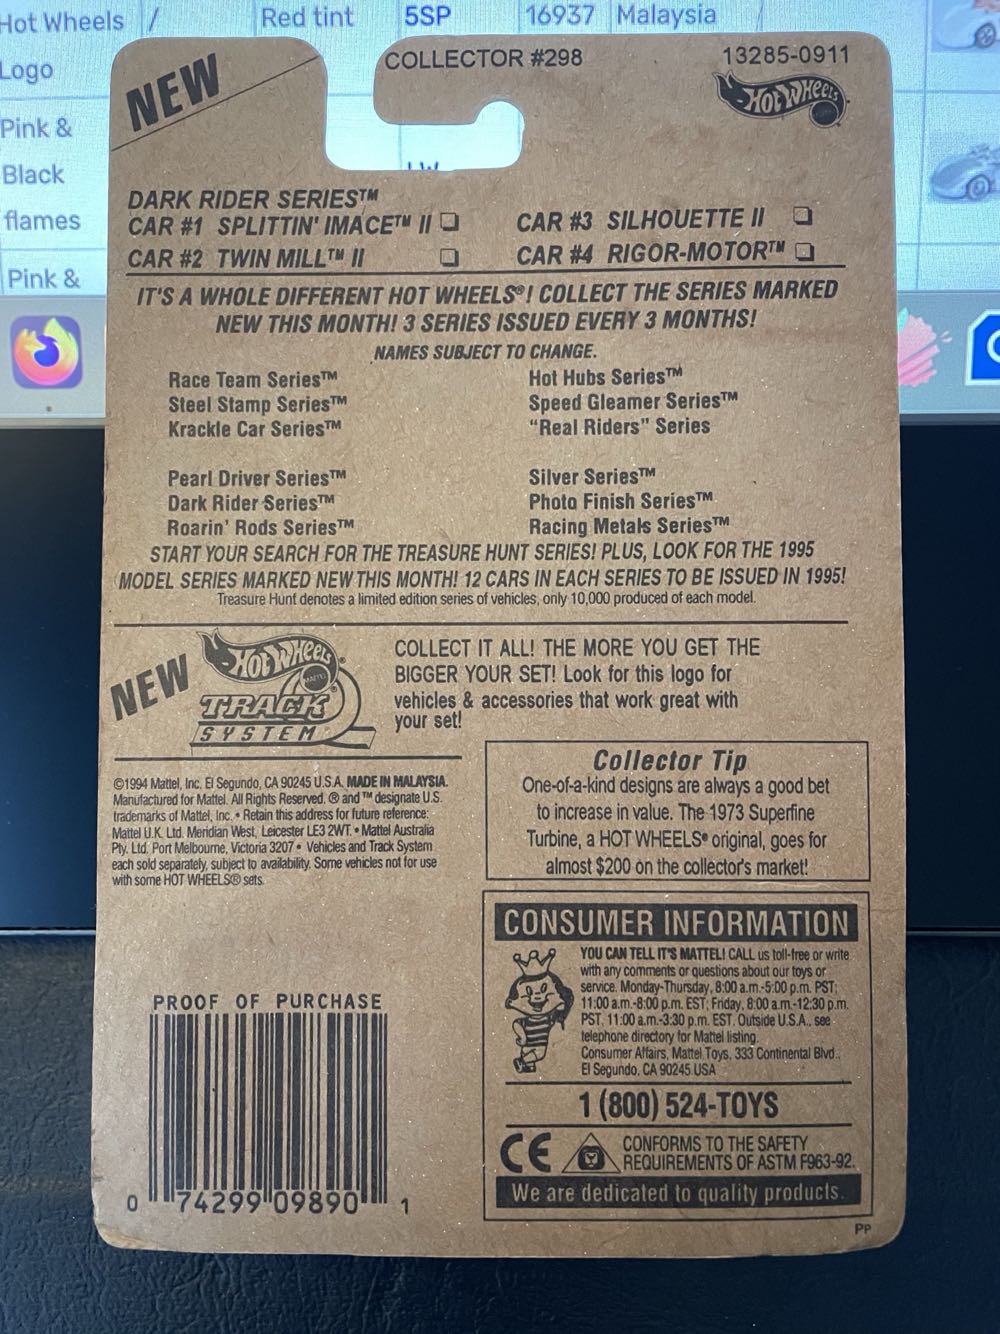 Hot Wheels / Red tint 5SP 16937 Malaysia /
Logo
Pink &
Black
flames
Pink &
NEW
COLLECTOR #298
13285-0911
HOT WHEELS
DARK RIDER SERIES™
CAR #1 SPLITTIN' IMACE™ II
CAR #3 SILHOUETTE II
CAR #2 TWIN MILL™ II
CAR #4 RIGOR-MOTOR™
IT'S A WHOLE DIFFERENT HOT WHEELS®! COLLECT THE SERIES MARKED
NEW THIS MONTH! 3 SERIES ISSUED EVERY 3 MONTHS!
NAMES SUBJECT TO CHANGE.
Race Team Series™
Steel Stamp Series™
Krackle Car Series™
Hot Hubs Series™
Speed Gleamer Series™
"Real Riders" Series
Pearl Driver Series™
Dark Rider Series™
Roarin' Rods Series™
Silver Series™
Photo Finish Series™
Racing Metals Series™
START YOUR SEARCH FOR THE TREASURE HUNT SERIES! PLUS, LOOK FOR THE 1995
MODEL SERIES MARKED NEW THIS MONTH! 12 CARS IN EACH SERIES TO BE ISSUED IN 1995!
Treasure Hunt denotes a limited edition series of vehicles, only 10,000 produced of each model.
NEW
HOT WHEELS
MATTEL
TRACK
SYSTEM
COLLECT IT ALL! THE MORE YOU GET THE
BIGGER YOUR SET! Look for this logo for
vehicles & accessories that work great with
your set!
©1994 Mattel, Inc. El Segundo, CA 90245 U.S.A. MADE IN MALAYSIA.
Manufactured for Mattel. All Rights Reserved. ® and ™ designate U.S.
trademarks of Mattel, Inc. • Retain this address for future reference:
Mattel U.K. Ltd. Meridian West, Leicester LE3 2WT. • Mattel Australia
Pty. Ltd. Port Melbourne, Victoria 3207 • Vehicles and Track System
each sold separately, subject to availability. Some vehicles not for use
with some HOT WHEELS® sets.
Collector Tip
One-of-a-kind designs are always a good bet
to increase in value. The 1973 Superfine
Turbine, a HOT WHEELS® original, goes for
almost $200 on the collector's market!
CONSUMER INFORMATION
YOU CAN TELL IT'S MATTEL! CALL us toll-free or write
with any comments or questions about our toys or
service. Monday-Thursday, 8:00 a.m.-5:00 p.m. PST;
11:00 a.m.-8:00 p.m. EST; Friday, 8:00 a.m.-12:30 p.m.
PST, 11:00 a.m.-3:30 p.m. EST. Outside U.S.A., see
telephone directory for Mattel listing.
Consumer Affairs, Mattel Toys, 333 Continental Blvd.,
El Segundo, CA 90245 USA
1 (800) 524-TOYS
CE
CONFORMS TO THE SAFETY
REQUIREMENTS OF ASTM F963-92.
We are dedicated to quality products.
PROOF OF PURCHASE
0 74299 09890 1
PP